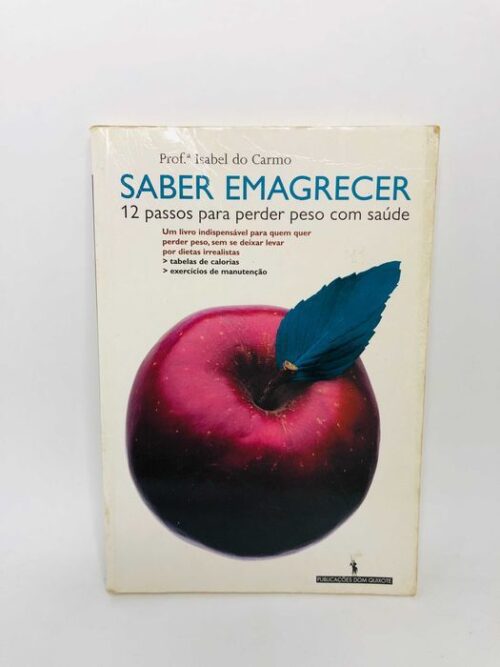 Prof.ª Isabel do Carmo
SABER EMAGRECER
12 passos para perder peso com saúde
Um livro indispensável para quem quer
perder peso, sem se deixar levar
por dietas irrealistas
> tabelas de calorias
> exercícios de manutenção
PUBLICAÇÕES DOM QUIXOTE